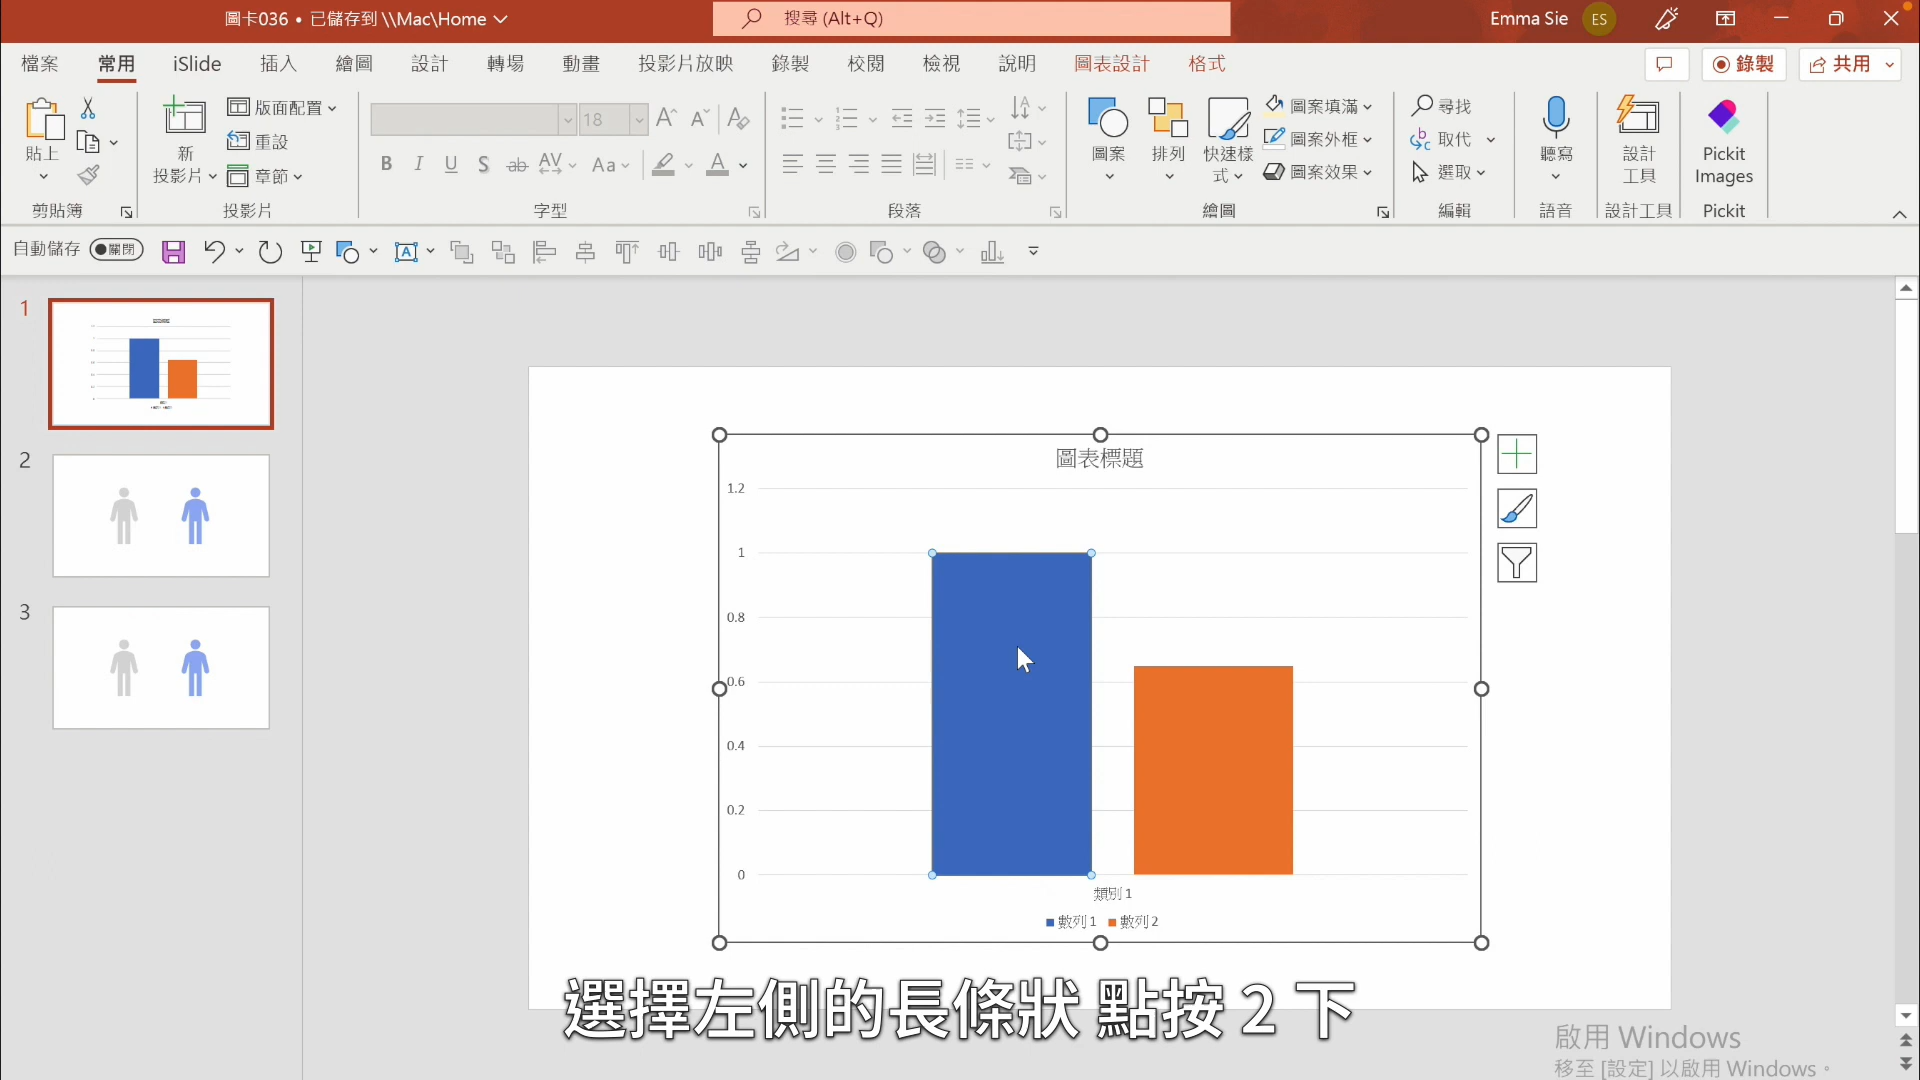 圖卡036 • 已儲存到 \\Mac\Home
搜尋 (Alt+Q)
Emma Sie
ES
檔案 常用 iSlide 插入 繪圖 設計 轉場 動畫 投影片放映 錄製 校閱 檢視 說明 圖表設計 格式
錄製
共用
貼上
剪貼簿
新
投影片
版面配置
重設
章節
投影片
18
B I U S ab AV Aa A
字型
段落
圖案
排列
快速樣
式
圖案填滿
圖案外框
圖案效果
繪圖
尋找
取代
選取
編輯
聽寫
語音
設計
工具
設計工具
Pickit
Images
Pickit
自動儲存 關閉
1
2
3
圖表標題
1.2
1
0.8
0.6
0.4
0.2
0
類別 1
數列 1 數列 2
選擇左側的長條狀 點按 2 下
啟用 Windows
移至 [設定] 以啟用 Windows。